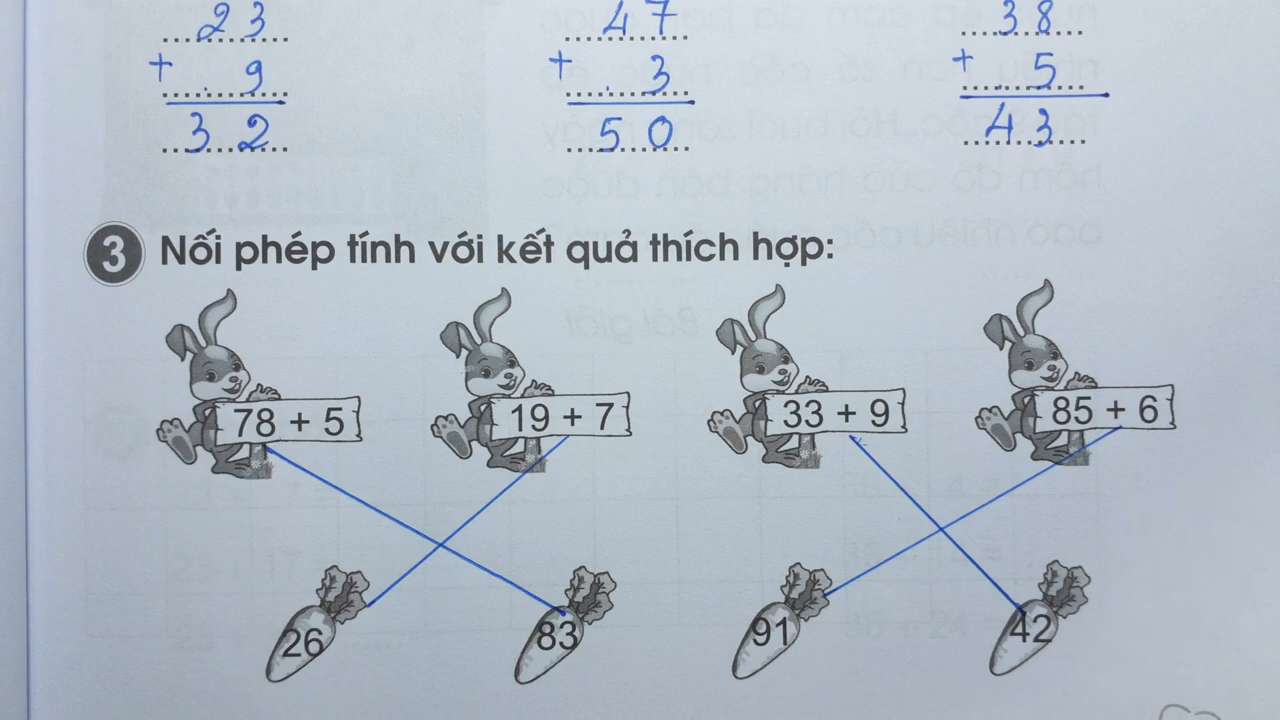 23 47 38
+ 9 + 3 + 5
32 50 43
3 Nối phép tính với kết quả thích hợp:
78 + 5 19 + 7 33 + 9 85 + 6
26 83 91 42